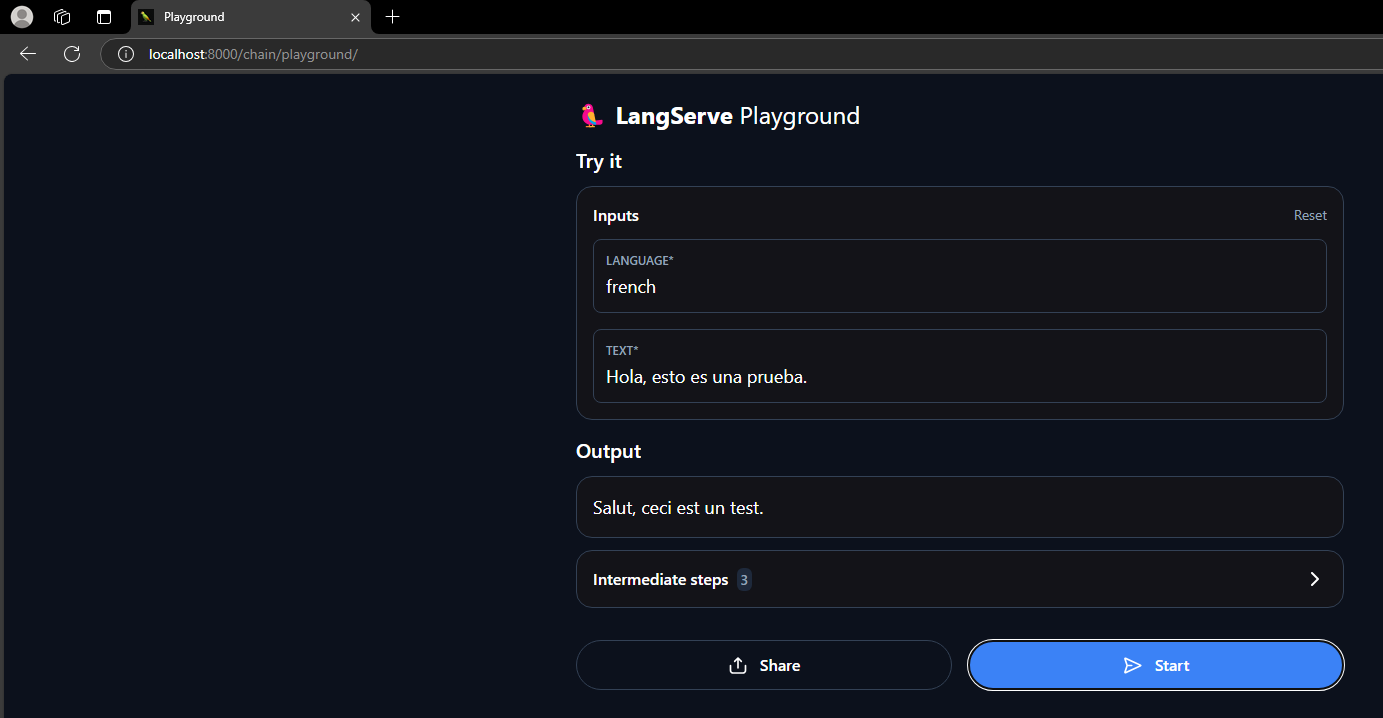 Playground
localhost:8000/chain/playground/
LangServe Playground
Try it
Inputs
Reset
LANGUAGE*
french
TEXT*
Hola, esto es una prueba.
Output
Salut, ceci est un test.
Intermediate steps 3
Share
Start